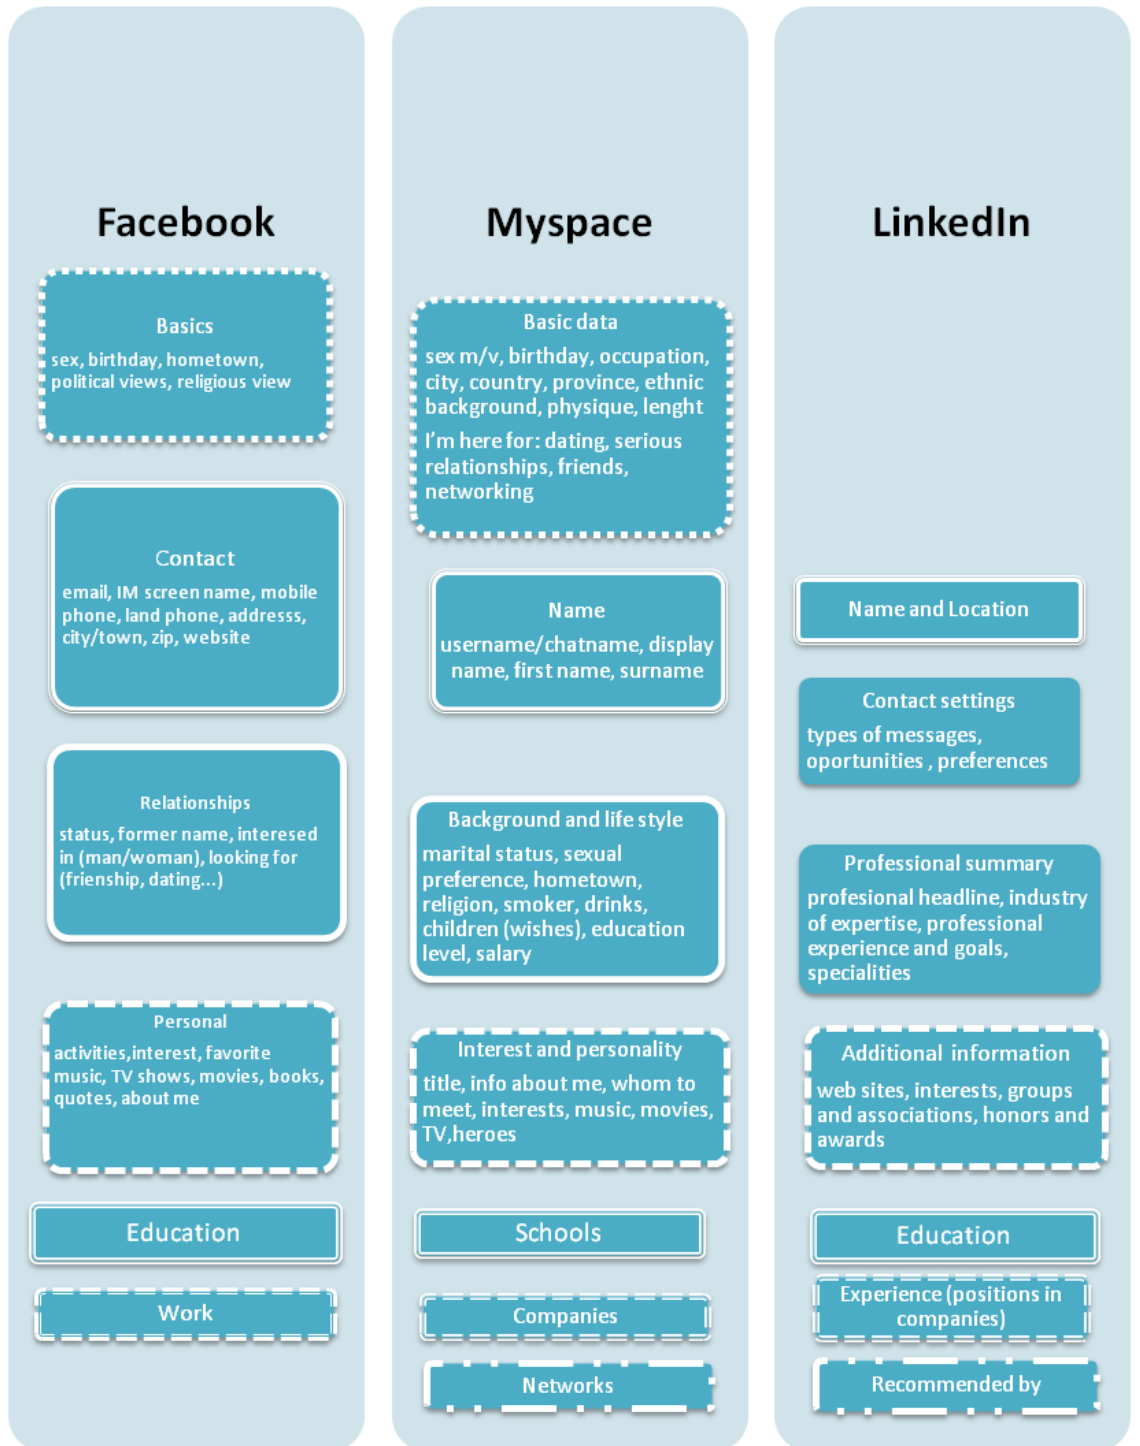 Facebook
Basics
sex, birthday, hometown,
political views, religious view
Contact
email, IM screen name, mobile
phone, land phone, addresss,
city/town, zip, website
Relationships
status, former name, interesed
in (man/woman), looking for
(frienship, dating...)
Personal
activities,interest, favorite
music, TV shows, movies, books,
quotes, about me
Education
Work
Myspace
Basic data
sex m/v, birthday, occupation,
city, country, province, ethnic
background, physique, lenght
I'm here for: dating, serious
relationships, friends,
networking
Name
username/chatname, display
name, first name, surname
Background and life style
marital status, sexual
preference, hometown,
religion, smoker, drinks,
children (wishes), education
level, salary
Interest and personality
title, info about me, whom to
meet, interests, music, movies,
TV,heroes
Schools
Companies
Networks
LinkedIn
Name and Location
Contact settings
types of messages,
oportunities , preferences
Professional summary
profesional headline, industry
of expertise, professional
experience and goals,
specialities
Additional information
web sites, interests, groups
and associations, honors and
awards
Education
Experience (positions in
companies)
Recommended by